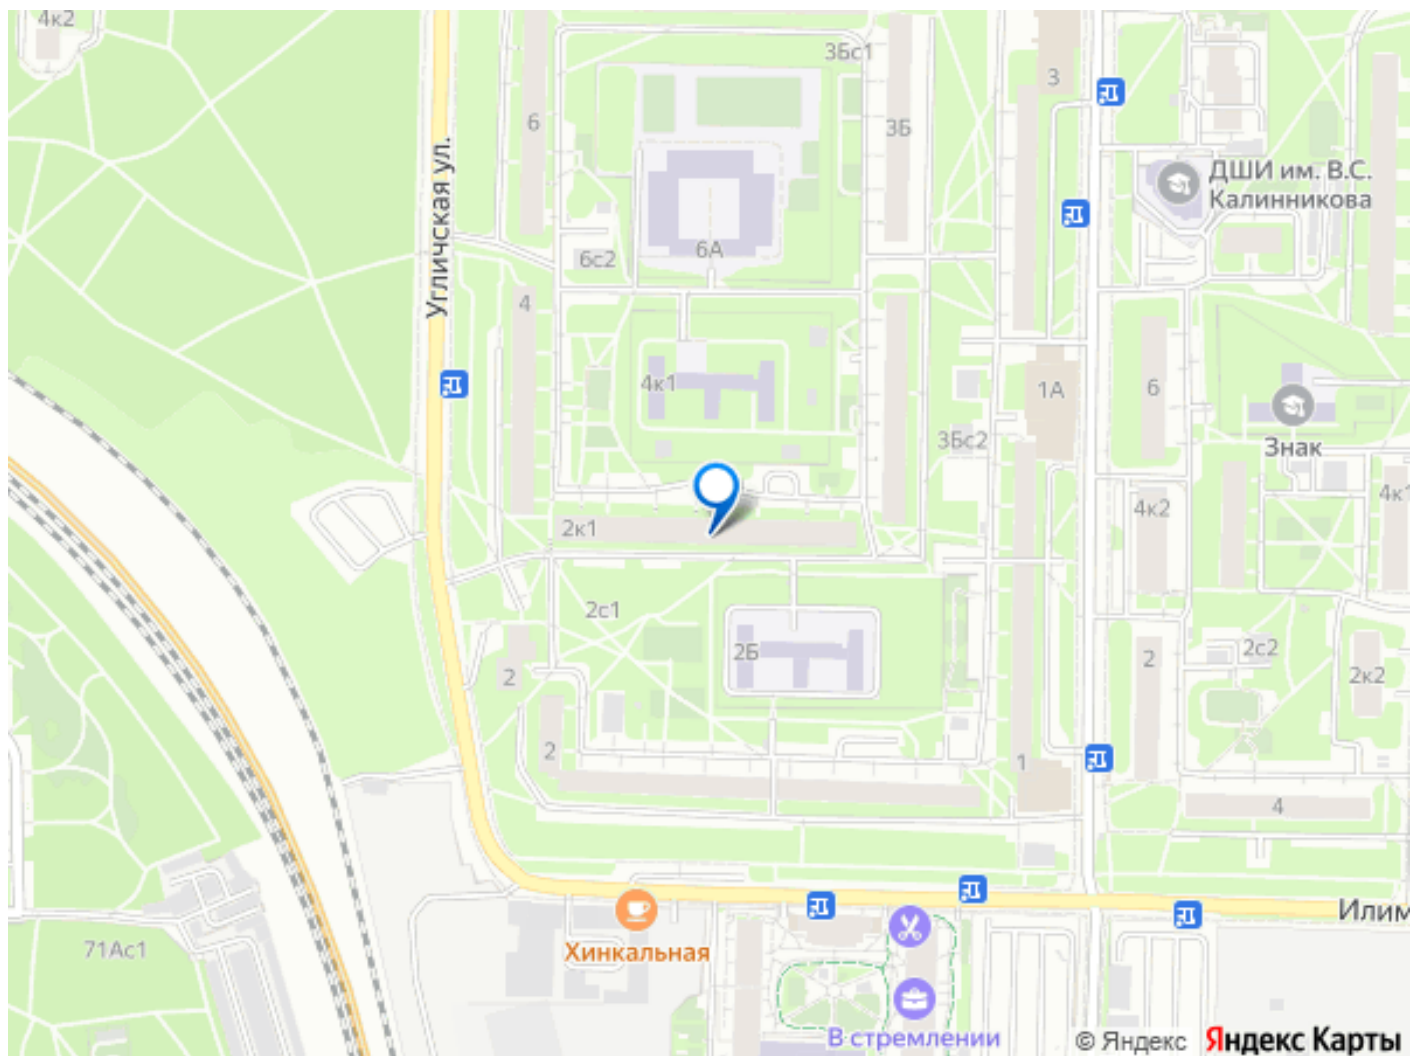 4к2
3Бс1
3
6
3Б
ДШИ им. В.С.
Калинникова
Угличская ул.
6А
6с2
4
4к1
1А
6
3Бс2
Знак
4к1
4к2
2к1
2с1
2Б
2
2
2с2
2к2
2
1
4
Илим
Хинкальная
71Ас1
В стремлении
© Яндекс Яндекс Карты